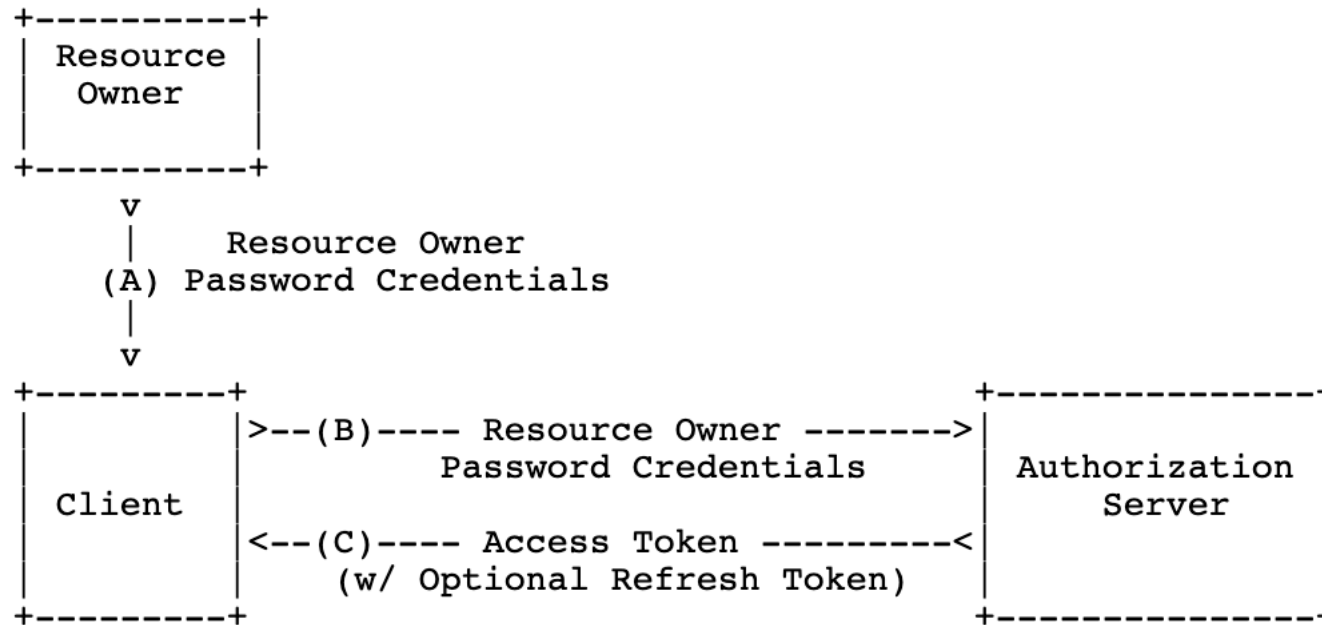 +----------+
| Resource |
|  Owner   |
|          |
+----------+
     v
     |    Resource Owner
    (A) Password Credentials
     |
     v
+---------+                                  +---------------
|         |>--(B)---- Resource Owner ------->|
|         |         Password Credentials     | Authorization
| Client  |                                  |     Server
|         |<--(C)---- Access Token ---------<|
|         |    (w/ Optional Refresh Token)   |
+---------+                                  +---------------